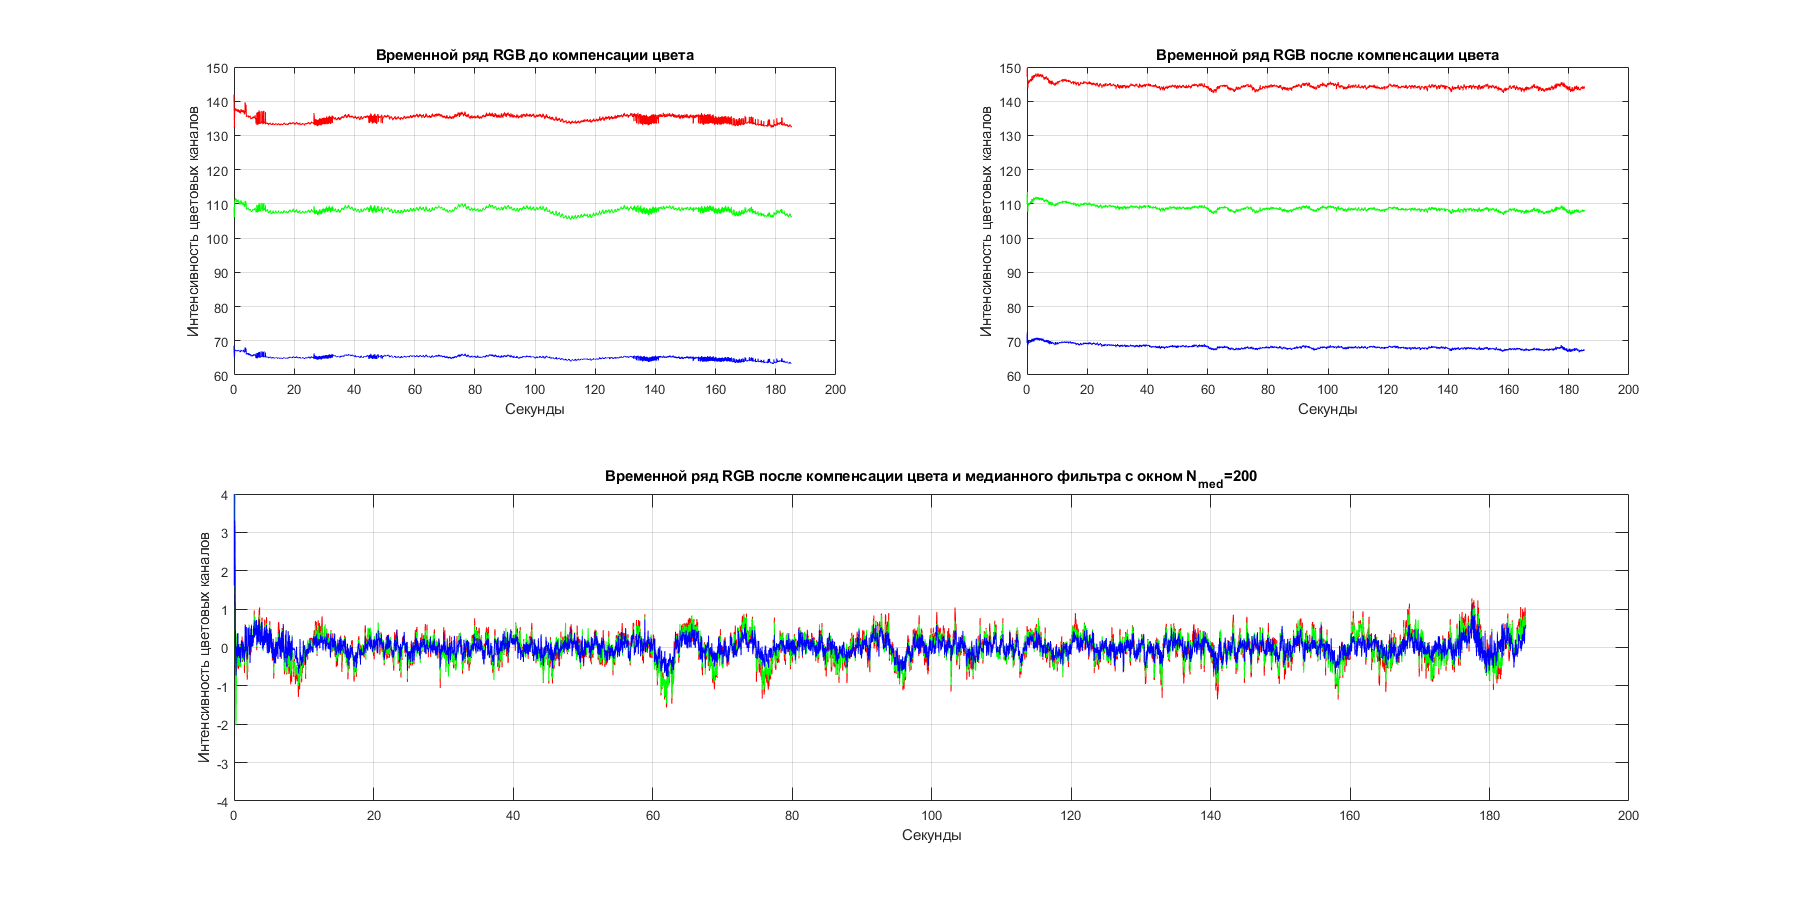 Временной ряд RGB до компенсации цвета
Интенсивность цветовых каналов
150
140
130
120
110
100
90
80
70
60
0 20 40 60 80 100 120 140 160 180 200
Секунды
Временной ряд RGB после компенсации цвета
Интенсивность цветовых каналов
150
140
130
120
110
100
90
80
70
60
0 20 40 60 80 100 120 140 160 180 200
Секунды
Временной ряд RGB после компенсации цвета и медианного фильтра с окном N_med=200
Интенсивность цветовых каналов
4
3
2
1
0
-1
-2
-3
-4
0 20 40 60 80 100 120 140 160 180 200
Секунды